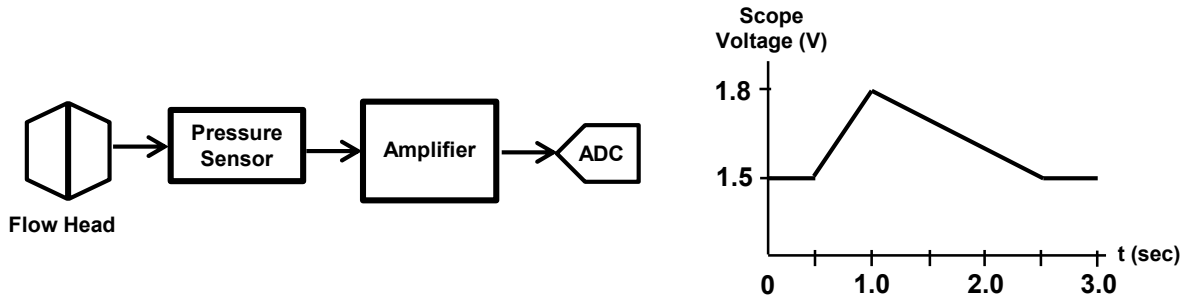 Flow Head
Pressure
Sensor
Amplifier
ADC
Scope
Voltage (V)
1.8
1.5
0
1.0
2.0
3.0
t (sec)